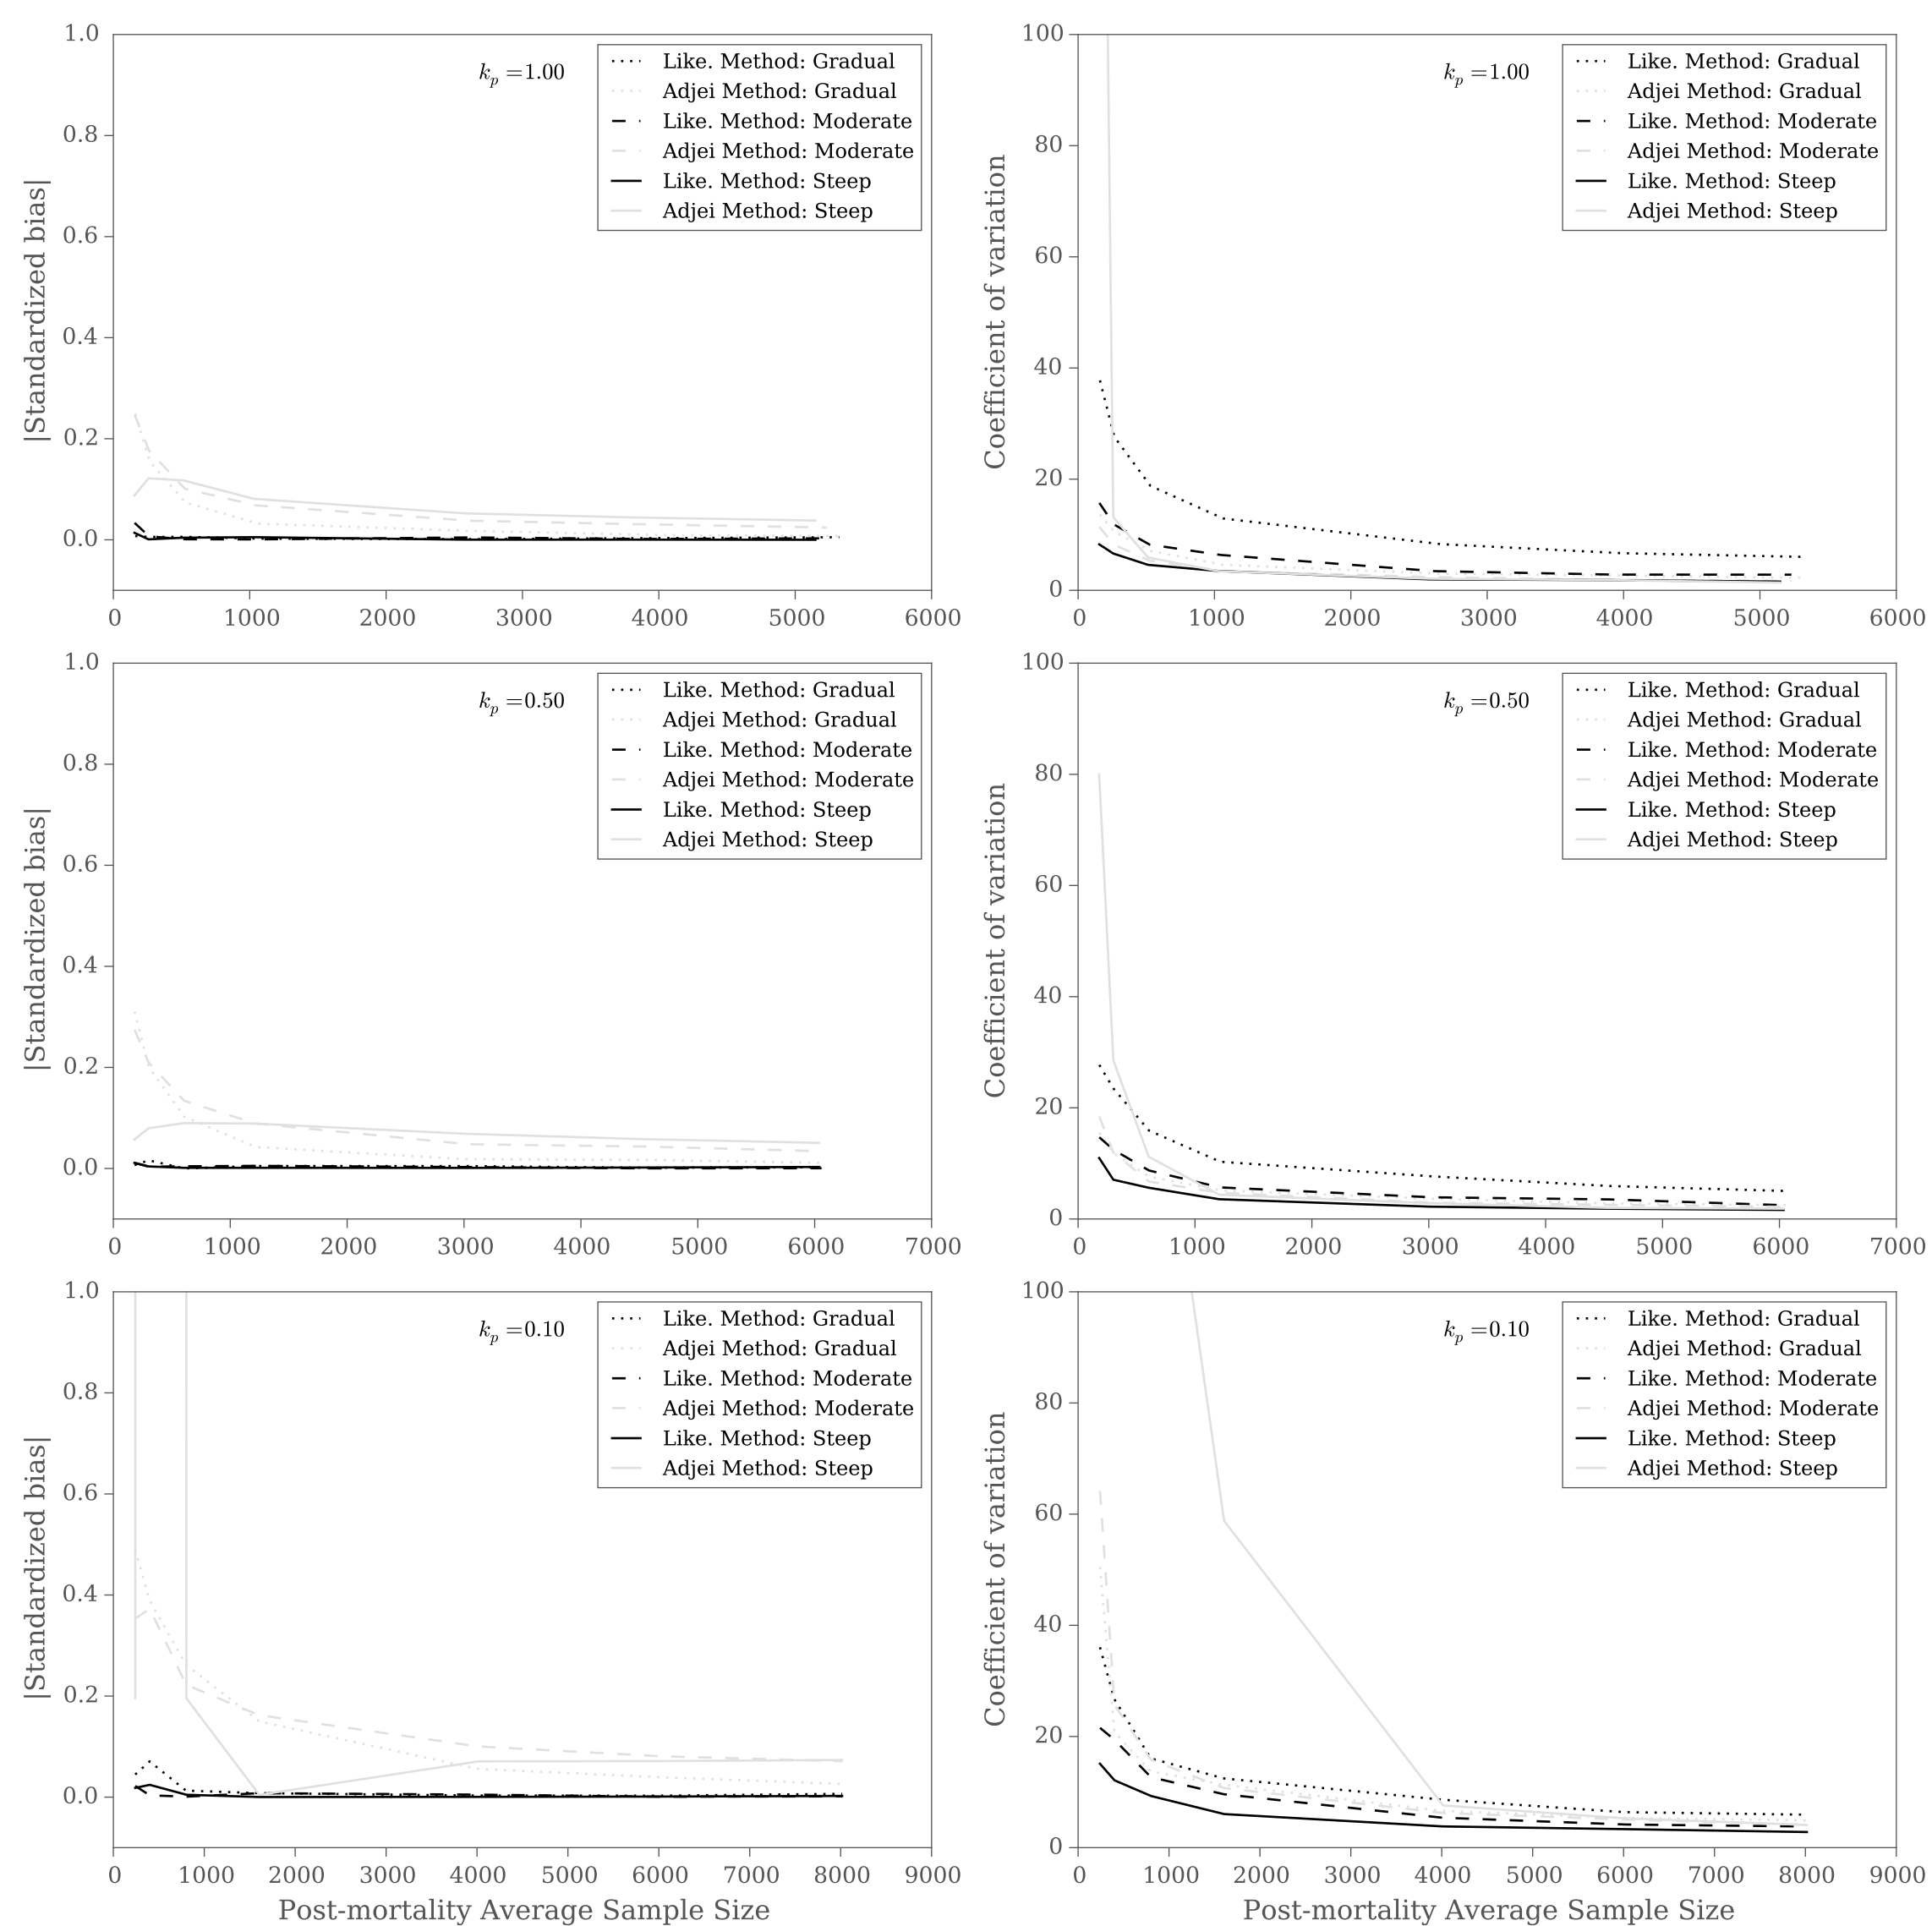 |Standardized bias|
1.0
0.8
0.6
0.4
0.2
0.0
k_p = 1.00
Like. Method: Gradual
Adjei Method: Gradual
Like. Method: Moderate
Adjei Method: Moderate
Like. Method: Steep
Adjei Method: Steep
0 1000 2000 3000 4000 5000 6000
Coefficient of variation
100
80
60
40
20
0
k_p = 1.00
Like. Method: Gradual
Adjei Method: Gradual
Like. Method: Moderate
Adjei Method: Moderate
Like. Method: Steep
Adjei Method: Steep
0 1000 2000 3000 4000 5000 6000
|Standardized bias|
1.0
0.8
0.6
0.4
0.2
0.0
k_p = 0.50
Like. Method: Gradual
Adjei Method: Gradual
Like. Method: Moderate
Adjei Method: Moderate
Like. Method: Steep
Adjei Method: Steep
0 1000 2000 3000 4000 5000 6000 7000
Coefficient of variation
100
80
60
40
20
0
k_p = 0.50
Like. Method: Gradual
Adjei Method: Gradual
Like. Method: Moderate
Adjei Method: Moderate
Like. Method: Steep
Adjei Method: Steep
0 1000 2000 3000 4000 5000 6000 7000
|Standardized bias|
1.0
0.8
0.6
0.4
0.2
0.0
k_p = 0.10
Like. Method: Gradual
Adjei Method: Gradual
Like. Method: Moderate
Adjei Method: Moderate
Like. Method: Steep
Adjei Method: Steep
0 1000 2000 3000 4000 5000 6000 7000 8000 9000
Post-mortality Average Sample Size
Coefficient of variation
100
80
60
40
20
0
k_p = 0.10
Like. Method: Gradual
Adjei Method: Gradual
Like. Method: Moderate
Adjei Method: Moderate
Like. Method: Steep
Adjei Method: Steep
0 1000 2000 3000 4000 5000 6000 7000 8000 9000
Post-mortality Average Sample Size